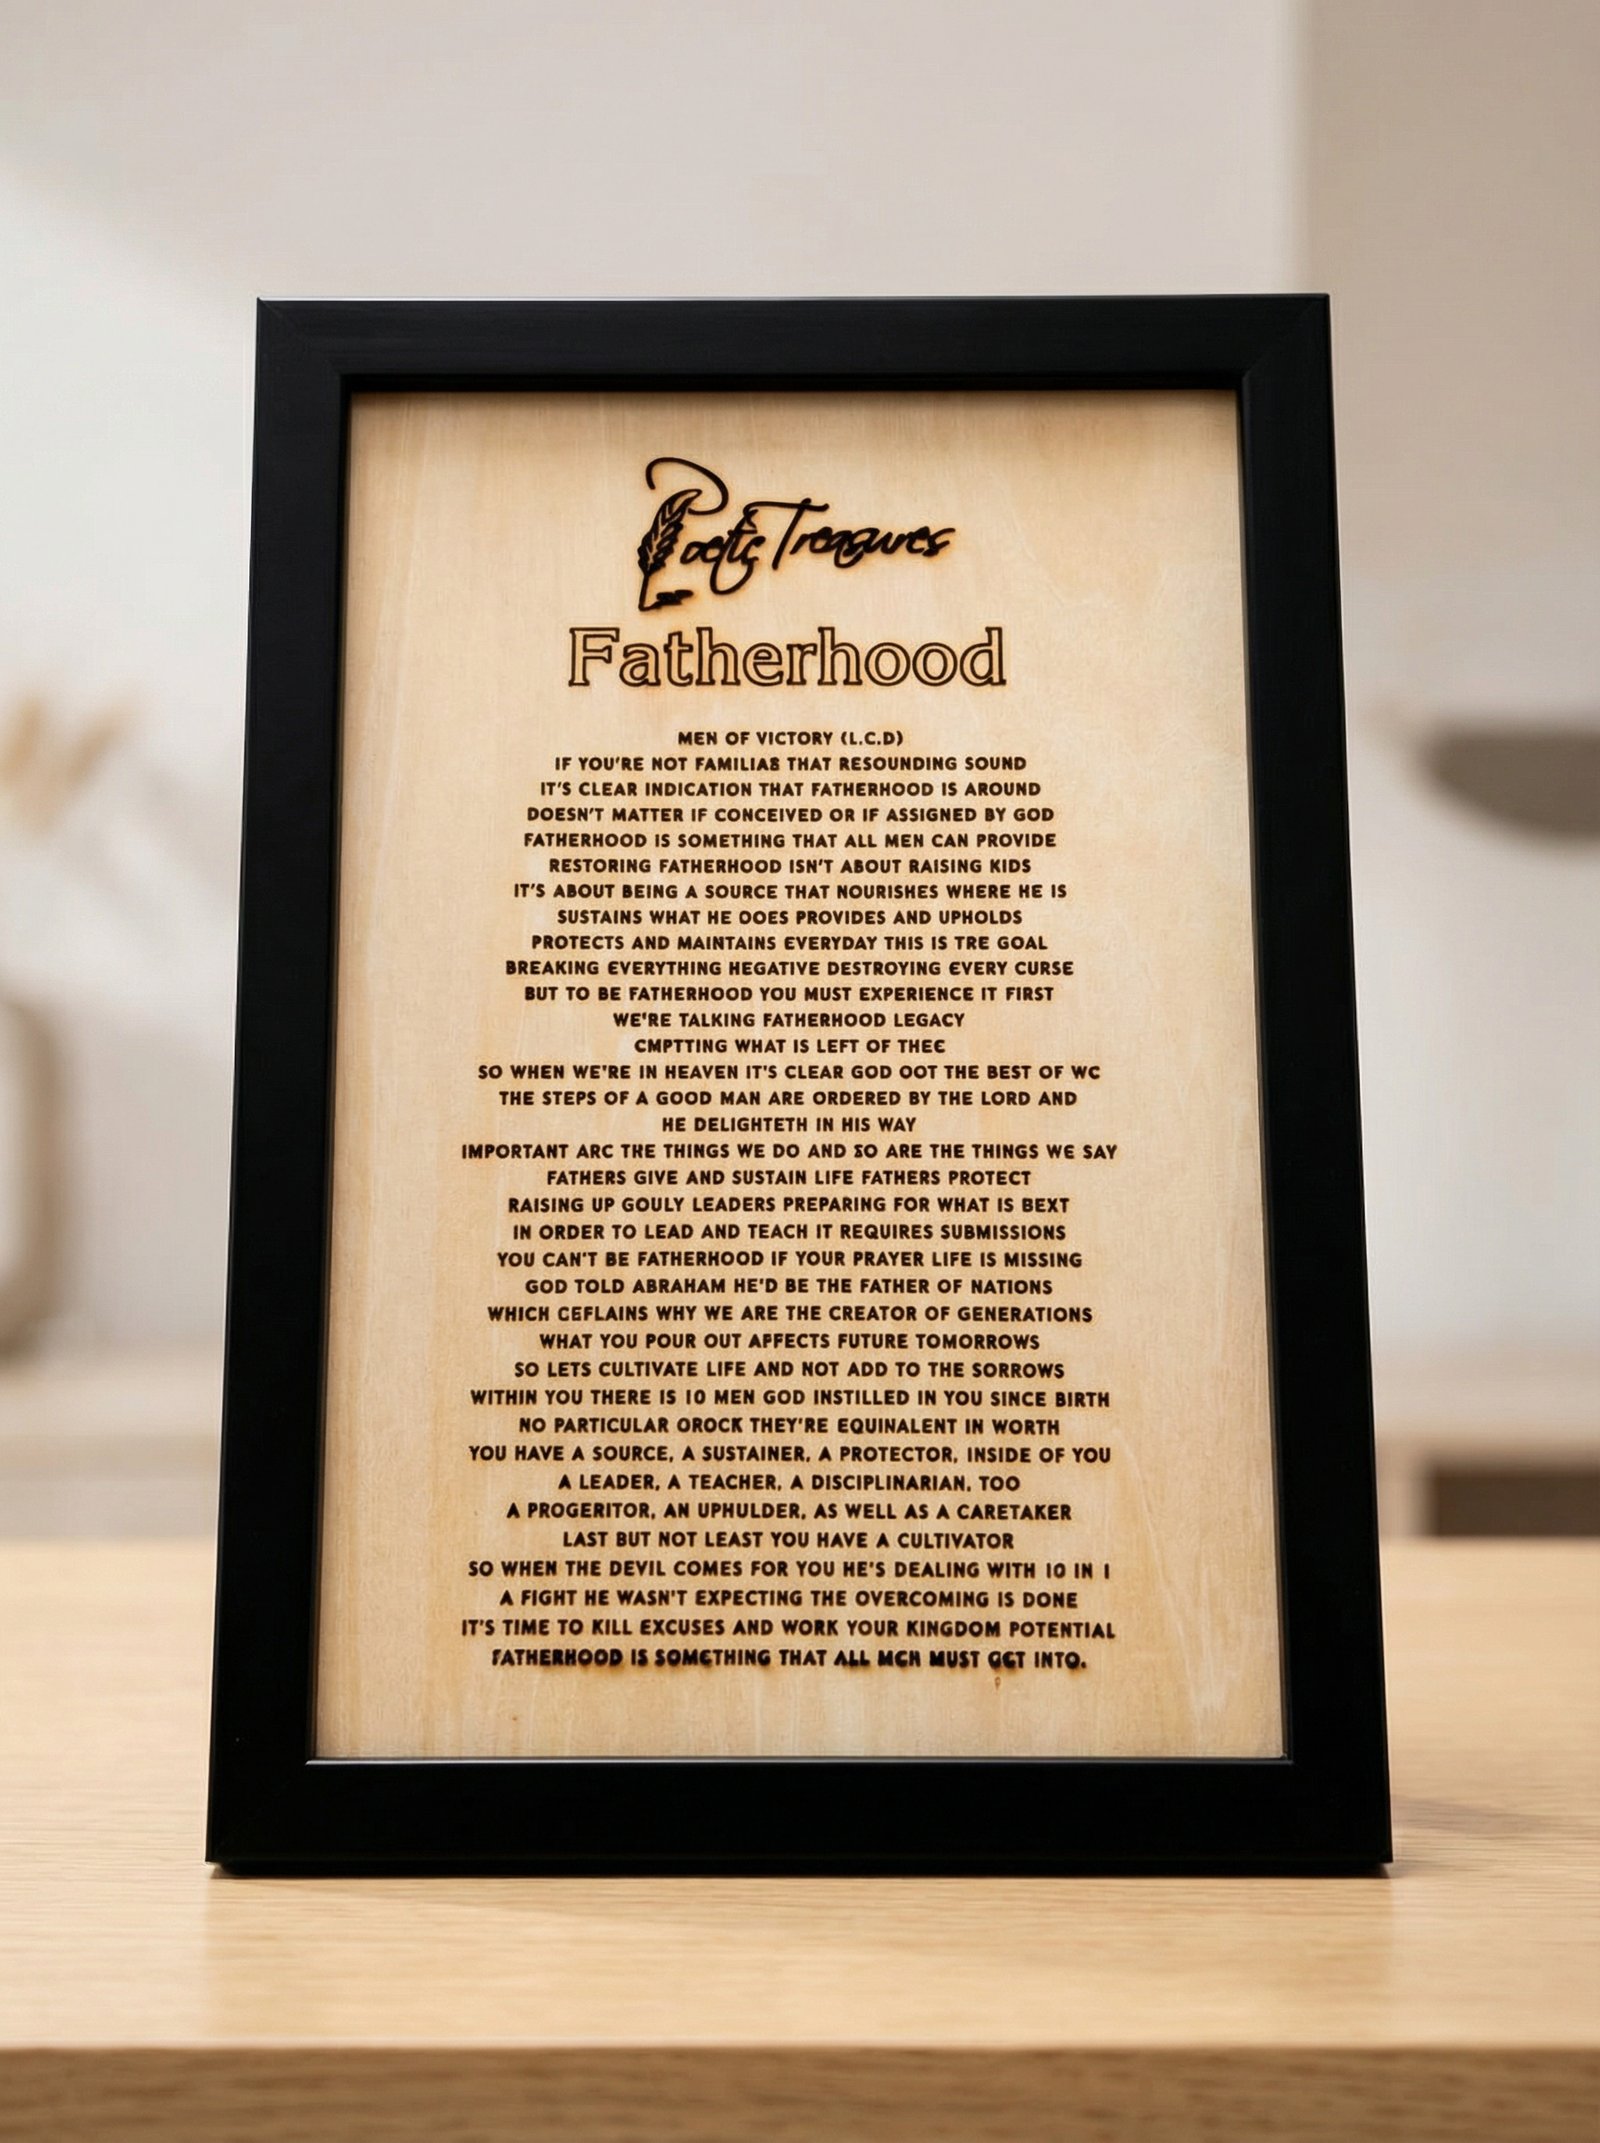 Poetic Treasures
Fatherhood
MEN OF VICTORY (L.C.D)
IF YOU'RE NOT FAMILIAR THAT RESOUNDING SOUND
IT'S CLEAR INDICATION THAT FATHERHOOD IS AROUND
DOESN'T MATTER IF CONCEIVED OR IF ASSIGNED BY GOD
FATHERHOOD IS SOMETHING THAT ALL MEN CAN PROVIDE
RESTORING FATHERHOOD ISN'T ABOUT RAISING KIDS
IT'S ABOUT BEING A SOURCE THAT NOURISHES WHERE HE IS
SUSTAINS WHAT HE OOES PROVIDES AND UPHOLDS
PROTECTS AND MAINTAINS EVERYDAY THIS IS TRE GOAL
BREAKING EVERYTHING HEGATIVE DESTROYING EVERY CURSE
BUT TO BE FATHERHOOD YOU MUST EXPERIENCE IT FIRST
WE'RE TALKING FATHERHOOD LEGACY
CMPTTING WHAT IS LEFT OF THEE
SO WHEN WE'RE IN HEAVEN IT'S CLEAR GOD OOT THE BEST OF WC
THE STEPS OF A GOOD MAN ARE ORDERED BY THE LORD AND
HE DELIGHTETH IN HIS WAY
IMPORTANT ARC THE THINGS WE DO AND SO ARE THE THINGS WE SAY
FATHERS GIVE AND SUSTAIN LIFE FATHERS PROTECT
RAISING UP GOULY LEADERS PREPARING FOR WHAT IS BEXT
IN ORDER TO LEAD AND TEACH IT REQUIRES SUBMISSIONS
YOU CAN'T BE FATHERHOOD IF YOUR PRAYER LIFE IS MISSING
GOD TOLD ABRAHAM HE'D BE THE FATHER OF NATIONS
WHICH CEFLAINS WHY WE ARE THE CREATOR OF GENERATIONS
WHAT YOU POUR OUT AFFECTS FUTURE TOMORROWS
SO LETS CULTIVATE LIFE AND NOT ADD TO THE SORROWS
WITHIN YOU THERE IS 10 MEN GOD INSTILLED IN YOU SINCE BIRTH
NO PARTICULAR OROCK THEY'RE EQUINALENT IN WORTH
YOU HAVE A SOURCE, A SUSTAINER, A PROTECTOR, INSIDE OF YOU
A LEADER, A TEACHER, A DISCIPLINARIAN, TOO
A PROGERITOR, AN UPHULDER, AS WELL AS A CARETAKER
LAST BUT NOT LEAST YOU HAVE A CULTIVATOR
SO WHEN THE DEVIL COMES FOR YOU HE'S DEALING WITH 10 IN 1
A FIGHT HE WASN'T EXPECTING THE OVERCOMING IS DONE
IT'S TIME TO KILL EXCUSES AND WORK YOUR KINGDOM POTENTIAL
FATHERHOOD IS SOMETHING THAT ALL MCN MUST GCT INTO.